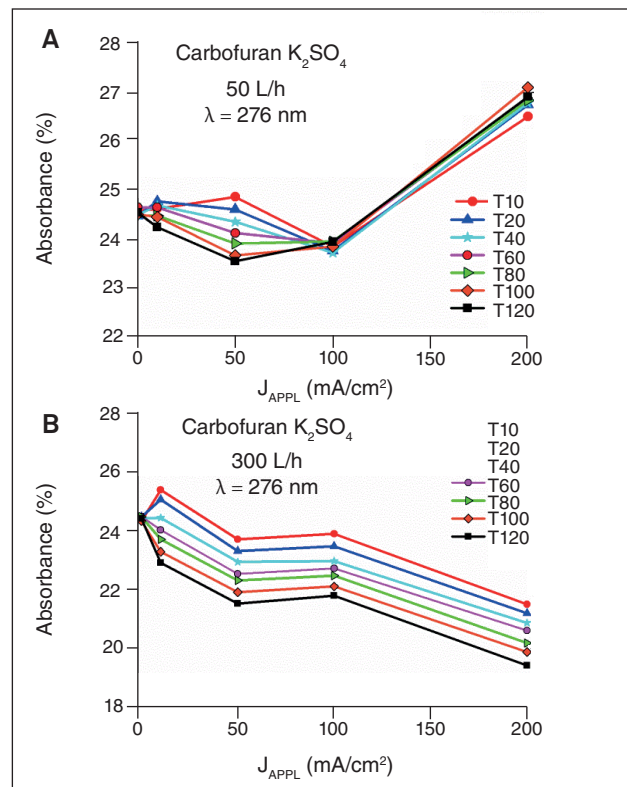 A
Carbofuran K₂SO₄
50 L/h
λ = 276 nm
Absorbance (%)
28
27
26
25
24
23
22
0
50
100
150
200
J_APPL (mA/cm²)
T10
T20
T40
T60
T80
T100
T120
B
Carbofuran K₂SO₄
300 L/h
λ = 276 nm
Absorbance (%)
28
26
24
22
20
18
0
50
100
150
200
J_APPL (mA/cm²)
T10
T20
T40
T60
T80
T100
T120